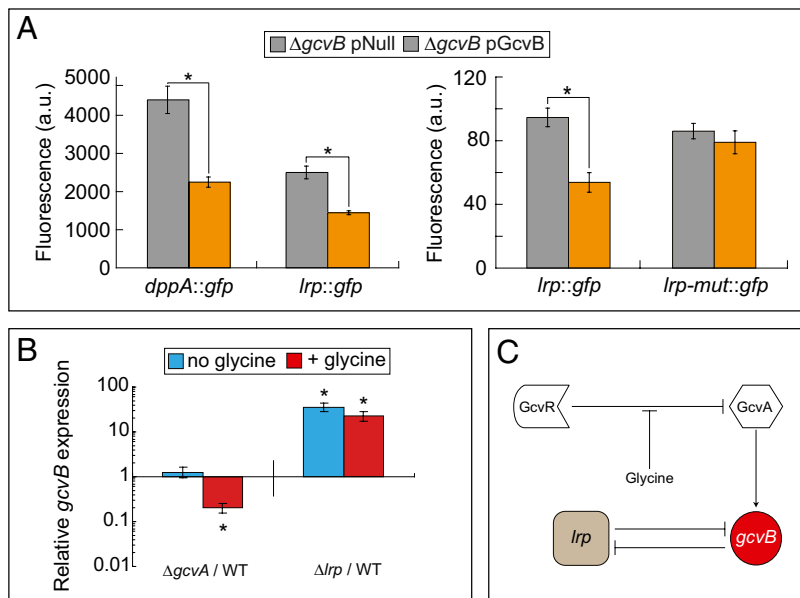 A
ΔgcvB pNull ΔgcvB pGcvB
Fluorescence (a.u.)
5000
4000
3000
2000
1000
0
*
*
dppA::gfp lrp::gfp
Fluorescence (a.u.)
120
80
40
0
*
lrp::gfp lrp-mut::gfp
B
no glycine + glycine
Relative gcvB expression
100
10
1
0.1
0.01
*
* *
ΔgcvA / WT Δlrp / WT
C
GcvR GcvA
Glycine
lrp gcvB